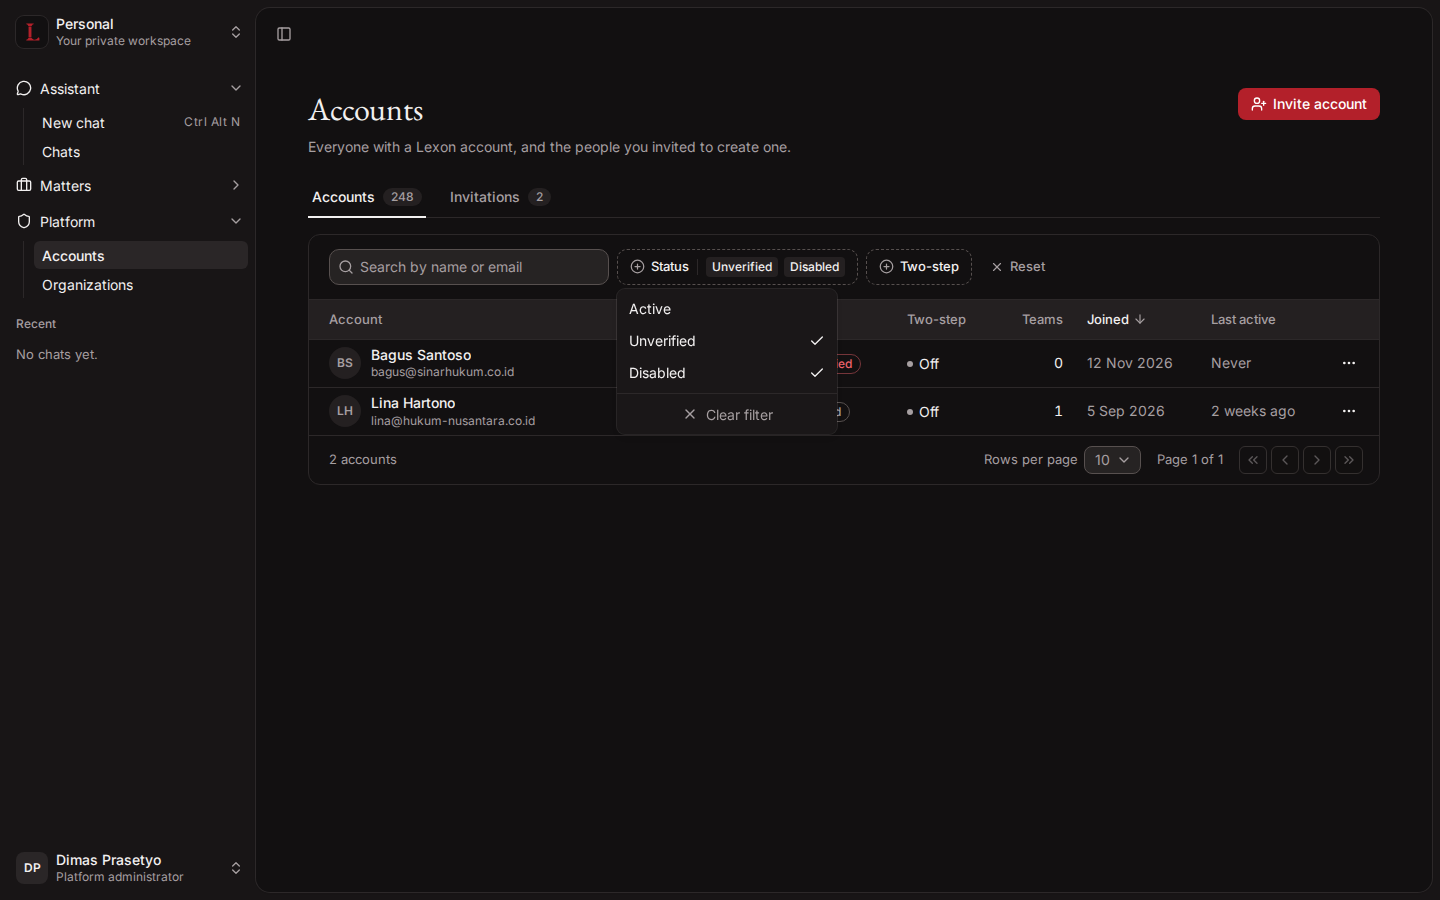 L
Personal
Your private workspace
Assistant
New chat Ctrl Alt N
Chats
Matters
Platform
Accounts
Organizations
Recent
No chats yet.
DP
Dimas Prasetyo
Platform administrator
Accounts
Invite account
Everyone with a Lexon account, and the people you invited to create one.
Accounts 248 Invitations 2
Search by name or email Status Unverified Disabled Two-step Reset
Active
Unverified
Disabled
Clear filter
Account Two-step Teams Joined Last active
BS Bagus Santoso Off 0 12 Nov 2026 Never
bagus@sinarhukum.co.id
LH Lina Hartono Off 1 5 Sep 2026 2 weeks ago
lina@hukum-nusantara.co.id
2 accounts Rows per page 10 Page 1 of 1